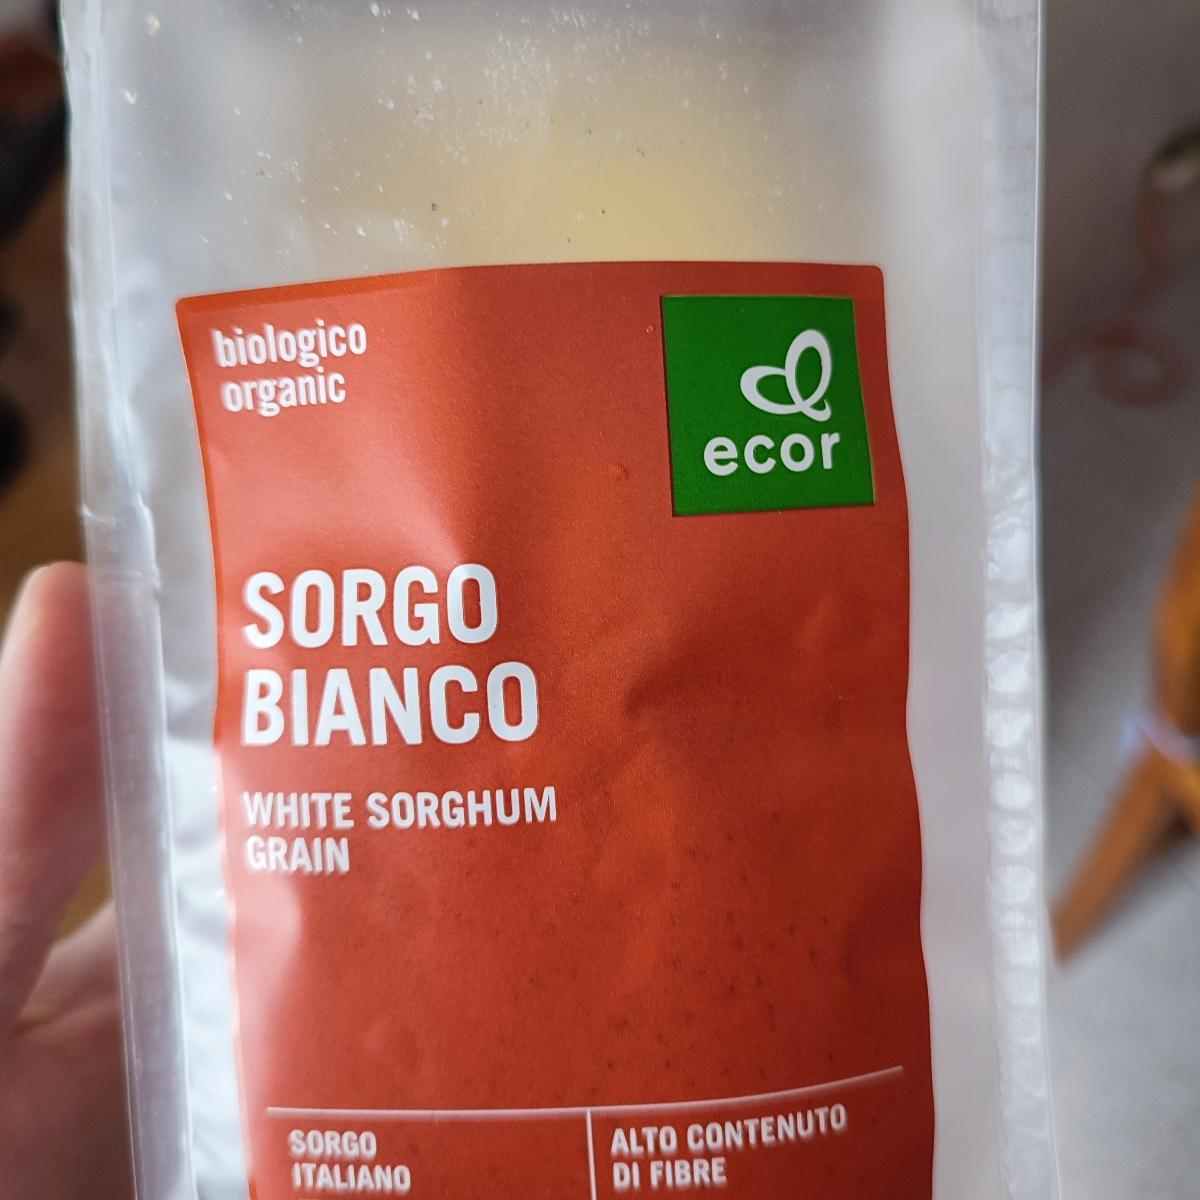 biologico
organic
ecor
SORGO
BIANCO
WHITE SORGHUM
GRAIN
SORGO
ITALIANO
ALTO CONTENUTO
DI FIBRE